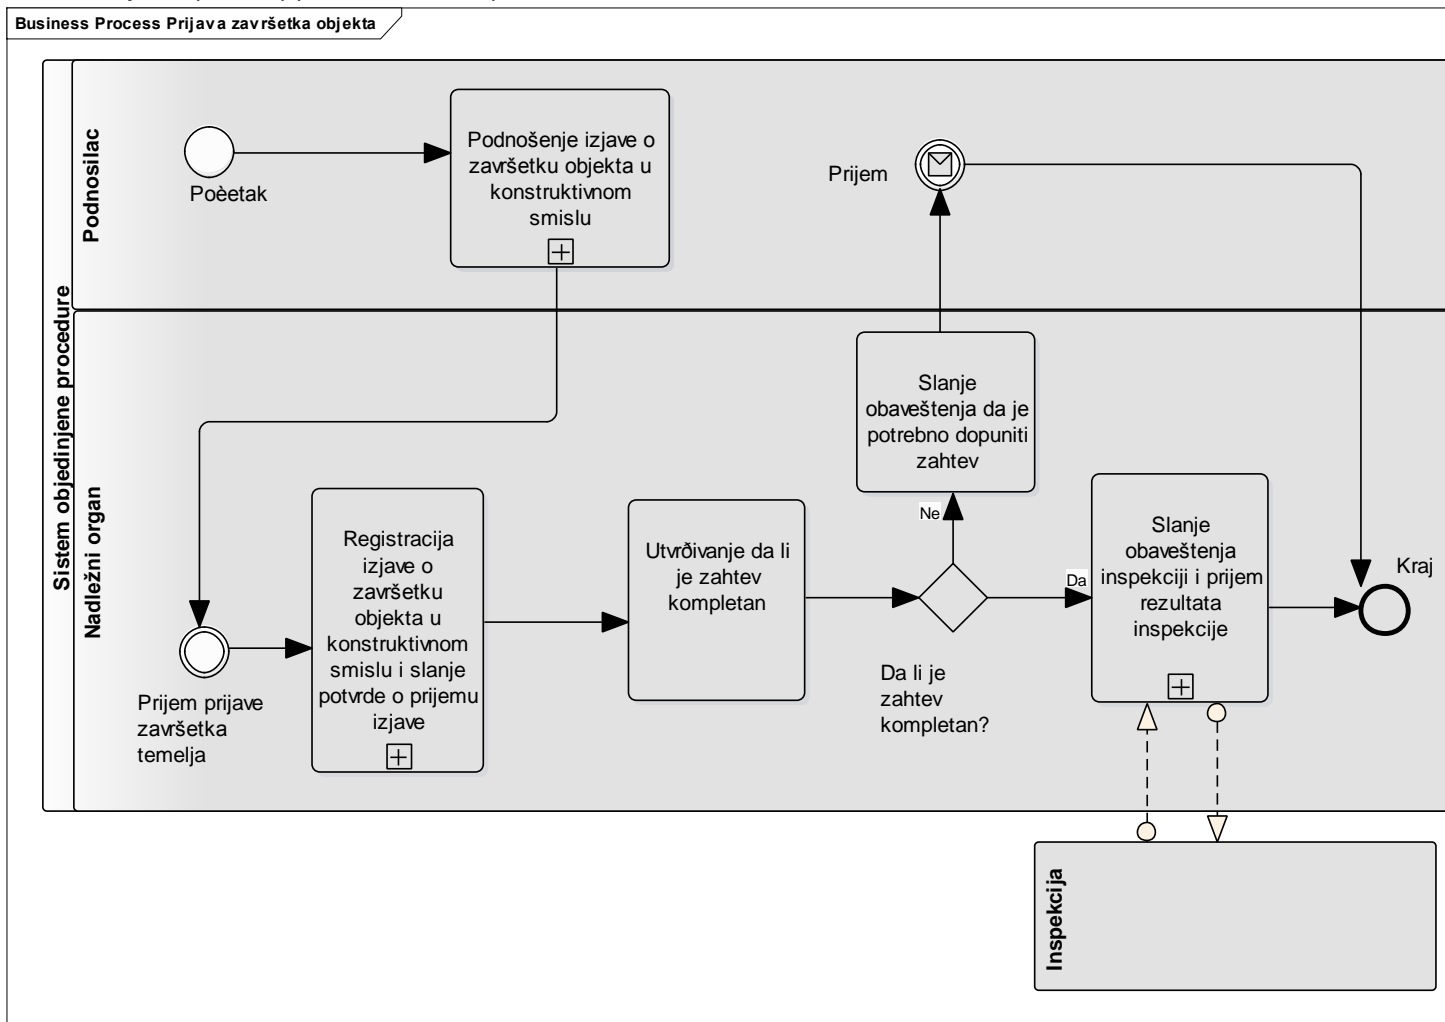 Business Process Prijava završetka objekta
Sistem objedinjene procedure
Podnosilac
Poèetak
Podnošenje izjave o
završetku objekta u
konstruktivnom
smislu
Prijem
Nadležni organ
Prijem prijave
završetka
temelja
Registracija
izjave o
završetku
objekta u
konstruktivnom
smislu i slanje
potvrde o prijemu
izjave
Utvrðivanje da li
je zahtev
kompletan
Da li je
zahtev
kompletan?
Ne
Slanje
obaveštenja da je
potrebno dopuniti
zahtev
Da
Slanje
obaveštenja
inspekciji i prijem
rezultata
inspekcije
Kraj
Inspekcija